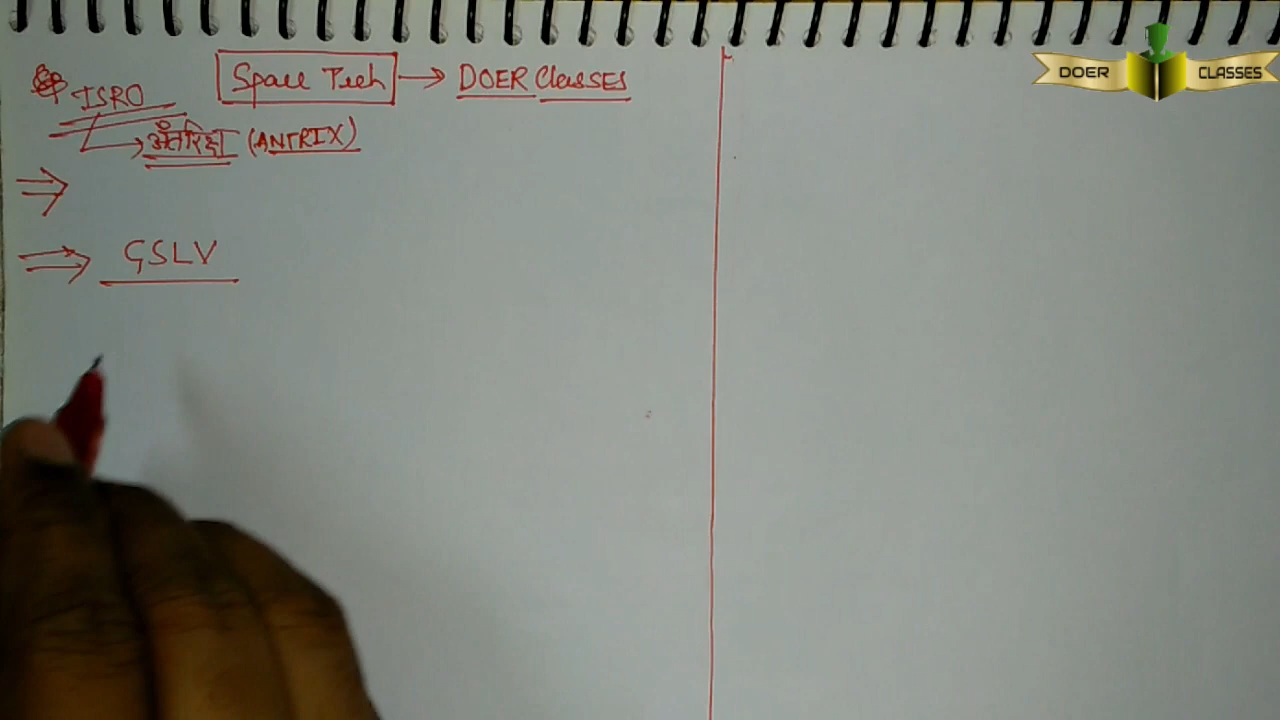 Space Tech → DOER Classes
ISRO
→ अंतरिक्ष (ANTRIX)
⇒
⇒ GSLV
DOER CLASSES